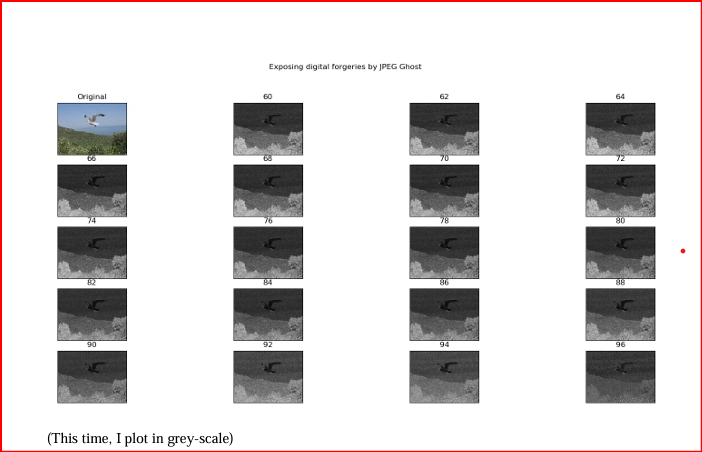 Exposing digital forgeries by JPEG Ghost
Original 60 62 64
66 68 70 72
74 76 78 80
82 84 86 88
90 92 94 96
(This time, I plot in grey-scale)